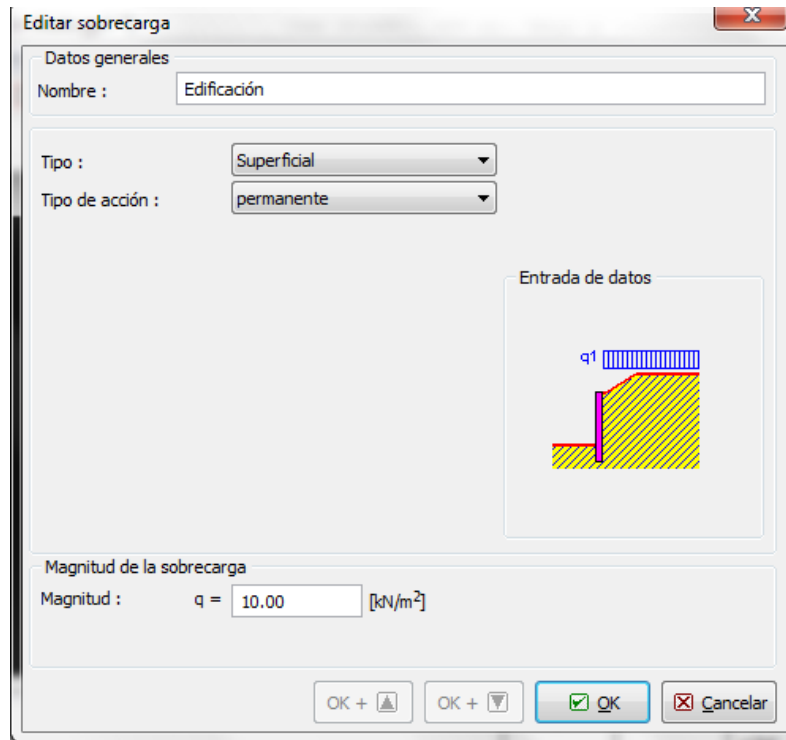 Editar sobrecarga
Datos generales
Nombre : Edificación
Tipo : Superficial
Tipo de acción : permanente
Entrada de datos
q1
Magnitud de la sobrecarga
Magnitud : q = 10.00 [kN/m²]
OK + OK + OK Cancelar